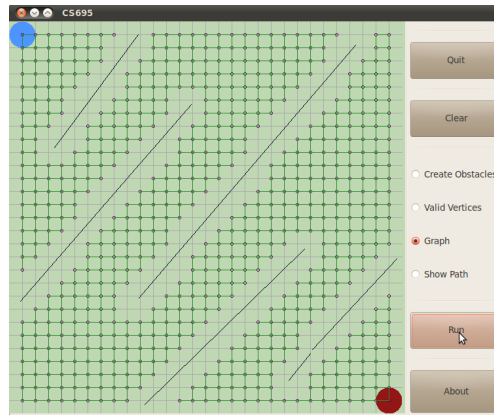 CS695
Quit
Clear
Create Obstacles
Valid Vertices
Graph
Show Path
Run
About